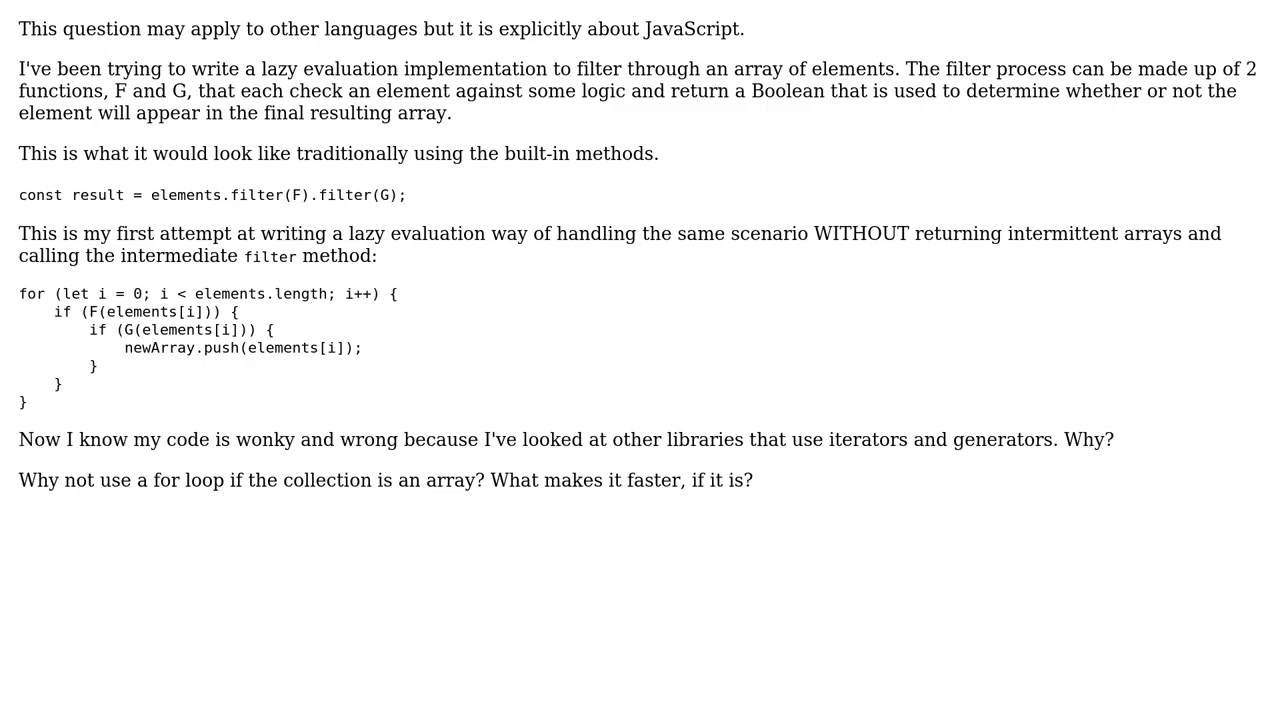 This question may apply to other languages but it is explicitly about JavaScript.
I've been trying to write a lazy evaluation implementation to filter through an array of elements. The filter process can be made up of 2
functions, F and G, that each check an element against some logic and return a Boolean that is used to determine whether or not the
element will appear in the final resulting array.
This is what it would look like traditionally using the built-in methods.
const result = elements.filter(F).filter(G);
This is my first attempt at writing a lazy evaluation way of handling the same scenario WITHOUT returning intermittent arrays and
calling the intermediate filter method:
for (let i = 0; i < elements.length; i++) {
    if (F(elements[i])) {
        if (G(elements[i])) {
            newArray.push(elements[i]);
        }
    }
}
Now I know my code is wonky and wrong because I've looked at other libraries that use iterators and generators. Why?
Why not use a for loop if the collection is an array? What makes it faster, if it is?